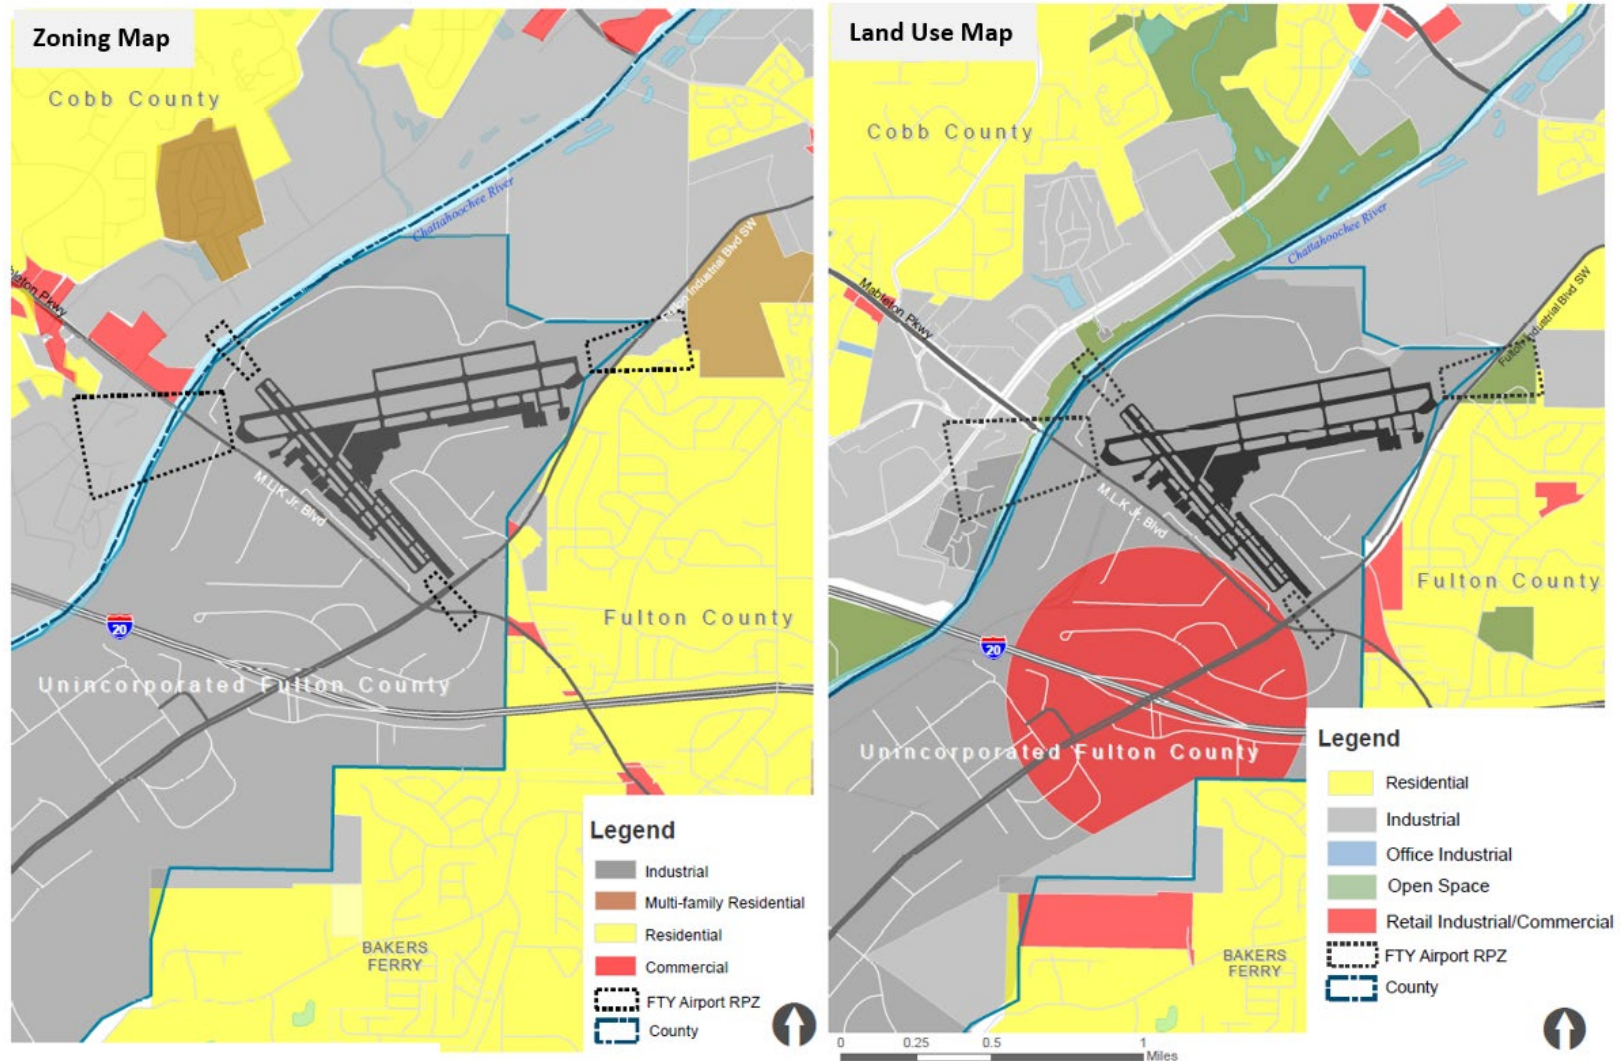 Zoning Map
Cobb County
Chattahoochee River
Fulton Industrial Blvd SW
Mableton Pkwy
M.L.K Jr. Blvd
20
Fulton County
Unincorporated Fulton County
BAKERS
FERRY
Legend
Industrial
Multi-family Residential
Residential
Commercial
FTY Airport RPZ
County
Land Use Map
Cobb County
Chattahoochee River
Mableton Pkwy
Fulton Industrial Blvd SW
M.L.K Jr. Blvd
Fulton County
20
Unincorporated Fulton County
BAKERS
FERRY
Legend
Residential
Industrial
Office Industrial
Open Space
Retail Industrial/Commercial
FTY Airport RPZ
County
0 0.25 0.5 1
Miles